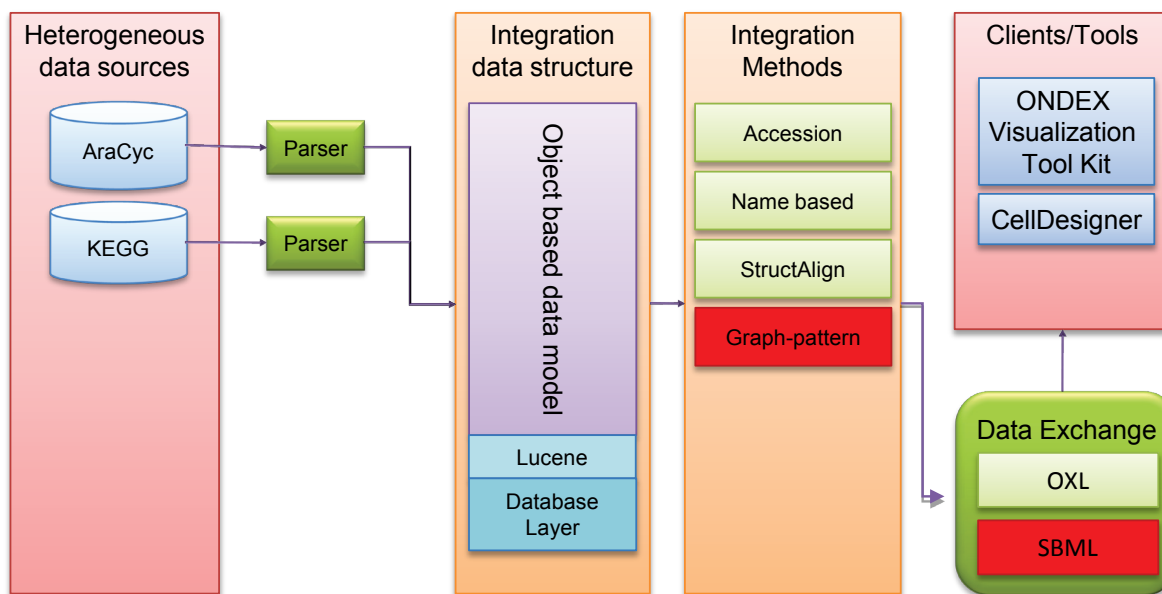 Heterogeneous
data sources
AraCyc
KEGG
Parser
Parser
Integration
data structure
Object based data model
Lucene
Database
Layer
Integration
Methods
Accession
Name based
StructAlign
Graph-pattern
Clients/Tools
ONDEX
Visualization
Tool Kit
CellDesigner
Data Exchange
OXL
SBML